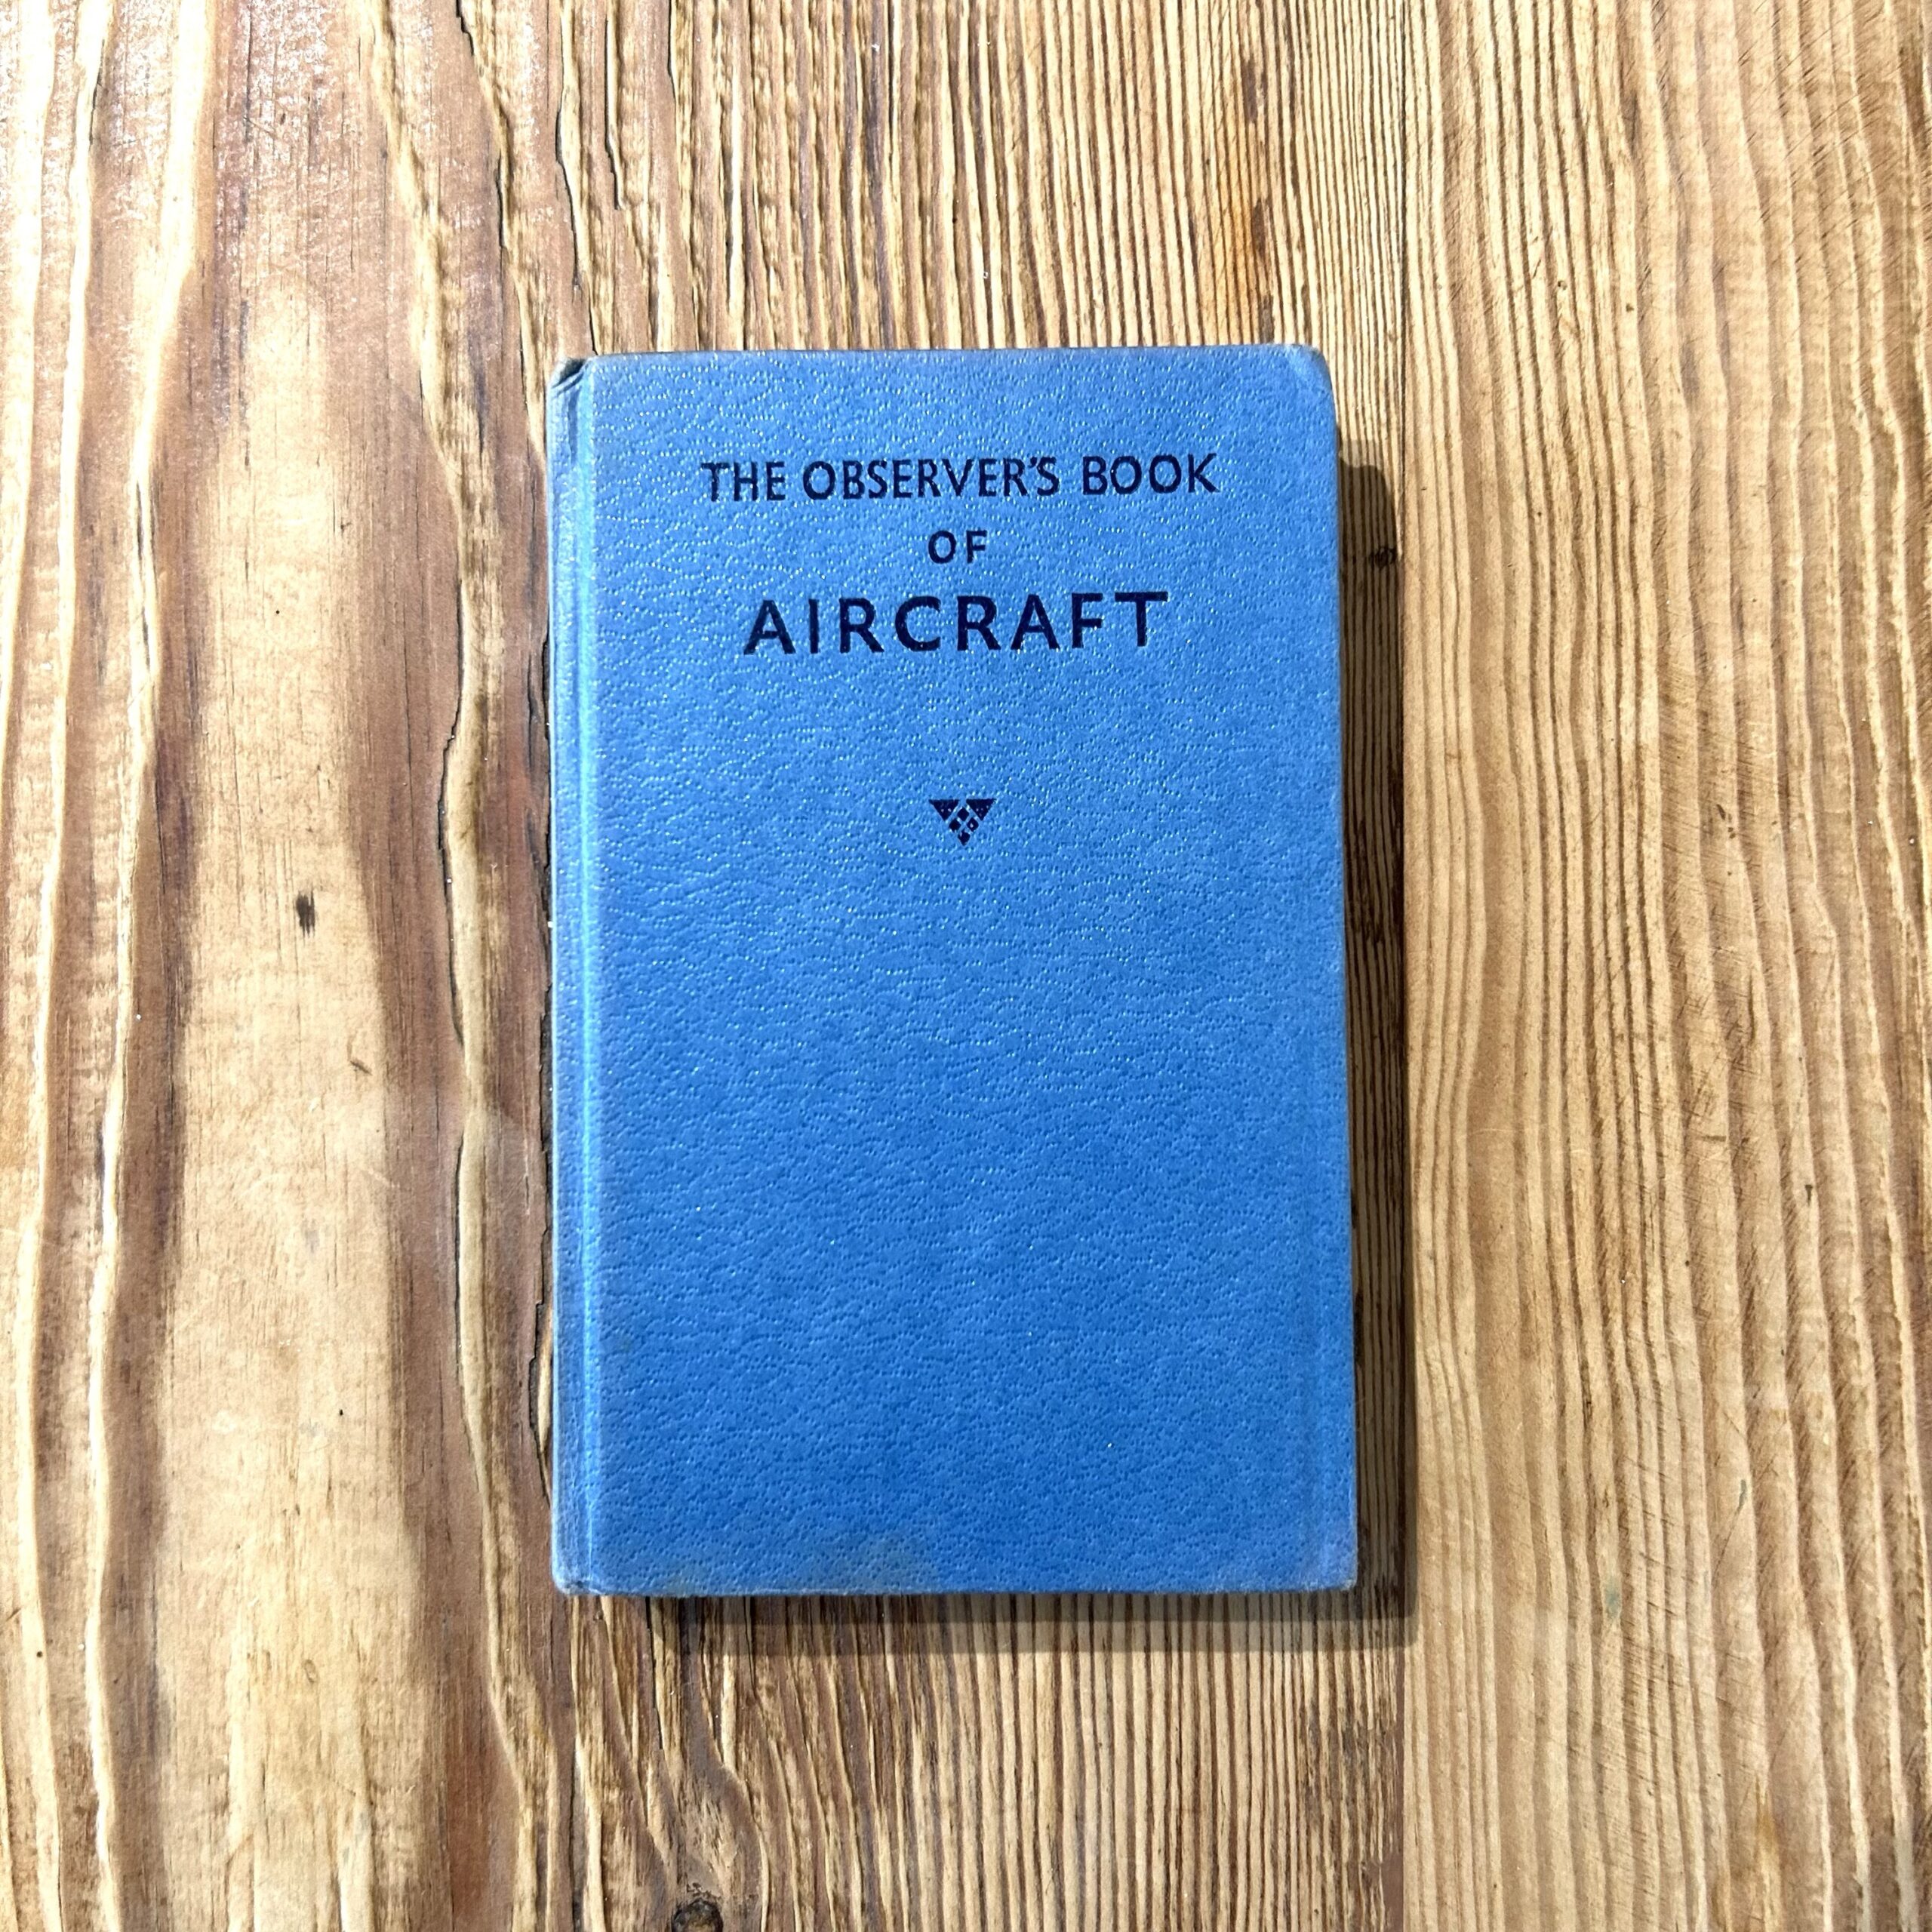 THE OBSERVER'S BOOK
OF
AIRCRAFT